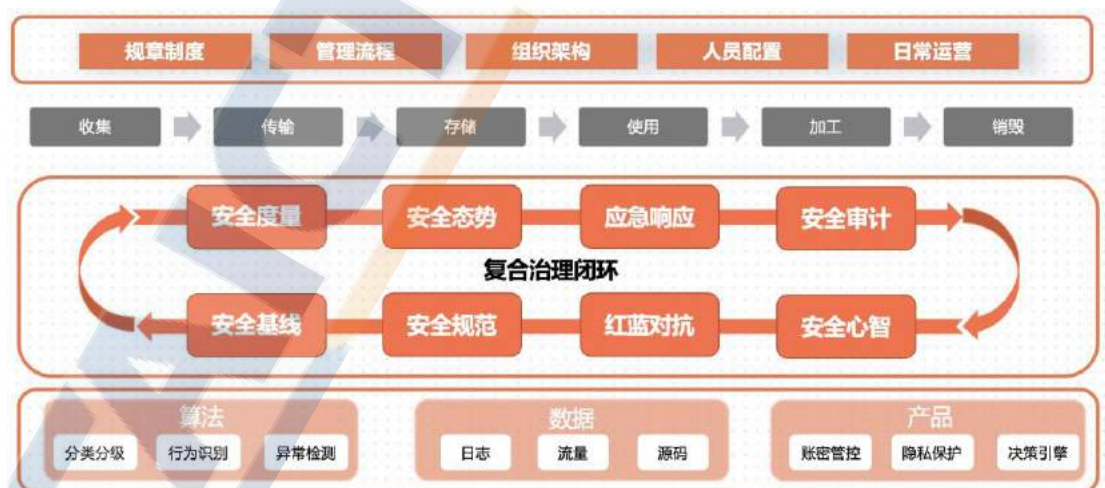 规章制度 管理流程 组织架构 人员配置 日常运营
收集 传输 存储 使用 加工 销毁
安全度量 安全态势 应急响应 安全审计
复合治理闭环
安全基线 安全规范 红蓝对抗 安全心智
算法 数据 产品
分类分级 行为识别 异常检测 日志 流量 源码 账密管控 隐私保护 决策引擎